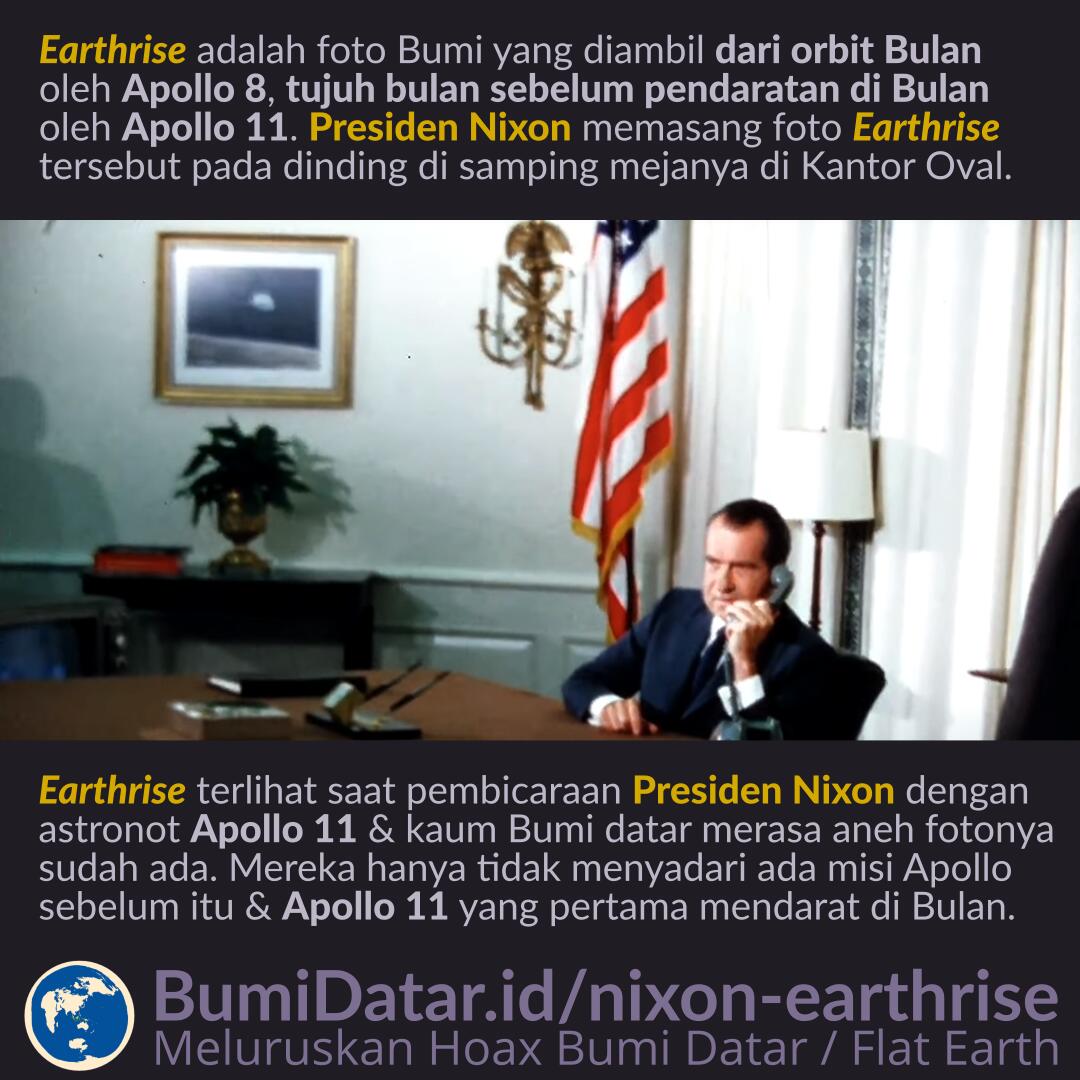 Earthrise adalah foto Bumi yang diambil dari orbit Bulan
oleh Apollo 8, tujuh bulan sebelum pendaratan di Bulan
oleh Apollo 11. Presiden Nixon memasang foto Earthrise
tersebut pada dinding di samping mejanya di Kantor Oval.
Earthrise terlihat saat pembicaraan Presiden Nixon dengan
astronot Apollo 11 & kaum Bumi datar merasa aneh fotonya
sudah ada. Mereka hanya tidak menyadari ada misi Apollo
sebelum itu & Apollo 11 yang pertama mendarat di Bulan.
BumiDatar.id/nixon-earthrise
Meluruskan Hoax Bumi Datar / Flat Earth